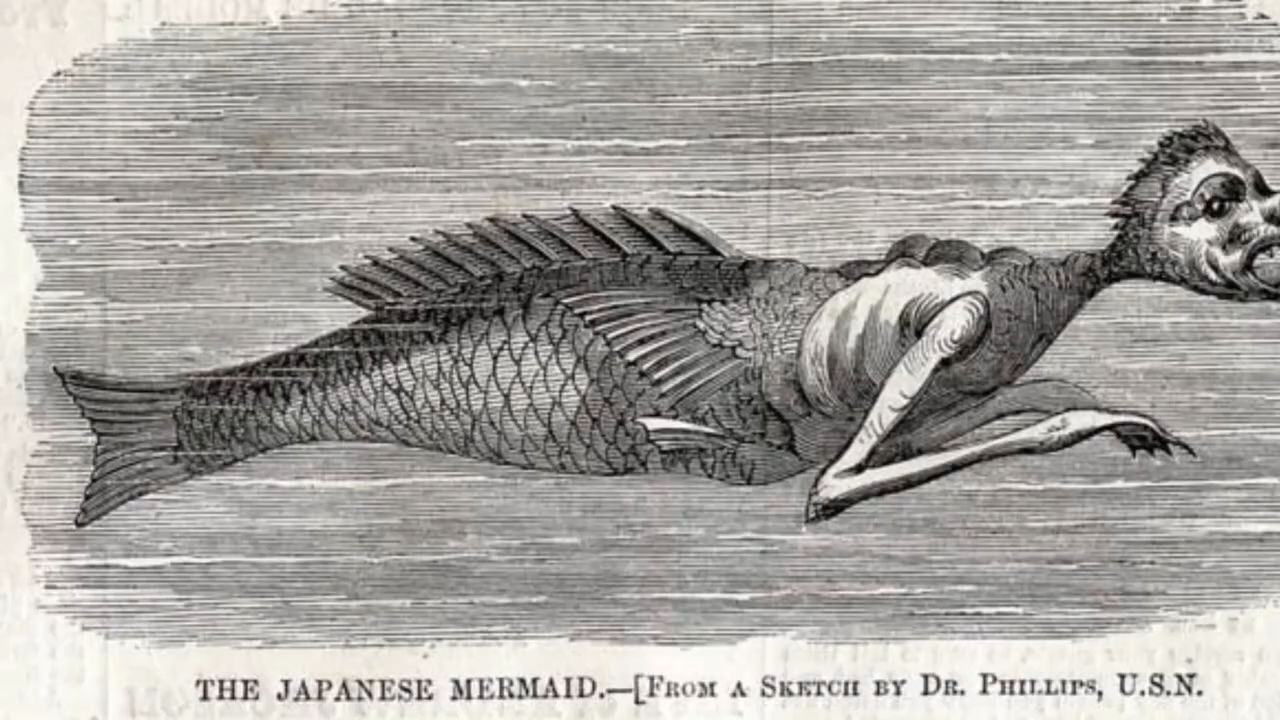 THE JAPANESE MERMAID.—[FROM A SKETCH BY DR. PHILLIPS, U.S.N.